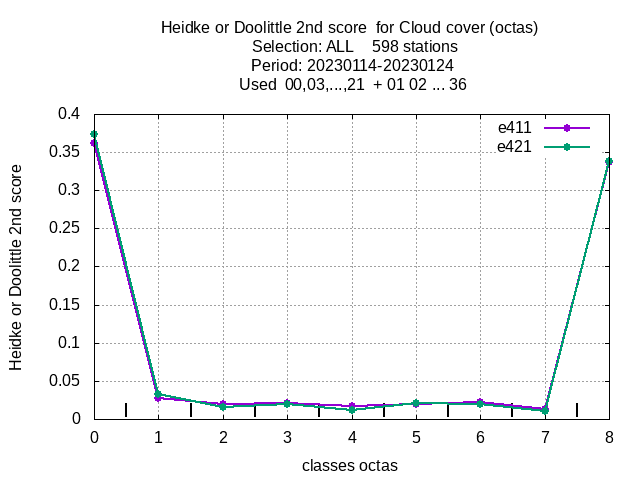 Heidke or Doolittle 2nd score  for Cloud cover (octas)
Selection: ALL    598 stations
Period: 20230114-20230124
Used  00,03,...,21  + 01 02 ... 36
Heidke or Doolittle 2nd score
0.4
0.35
0.3
0.25
0.2
0.15
0.1
0.05
0
e411
e421
0 1 2 3 4 5 6 7 8
classes octas